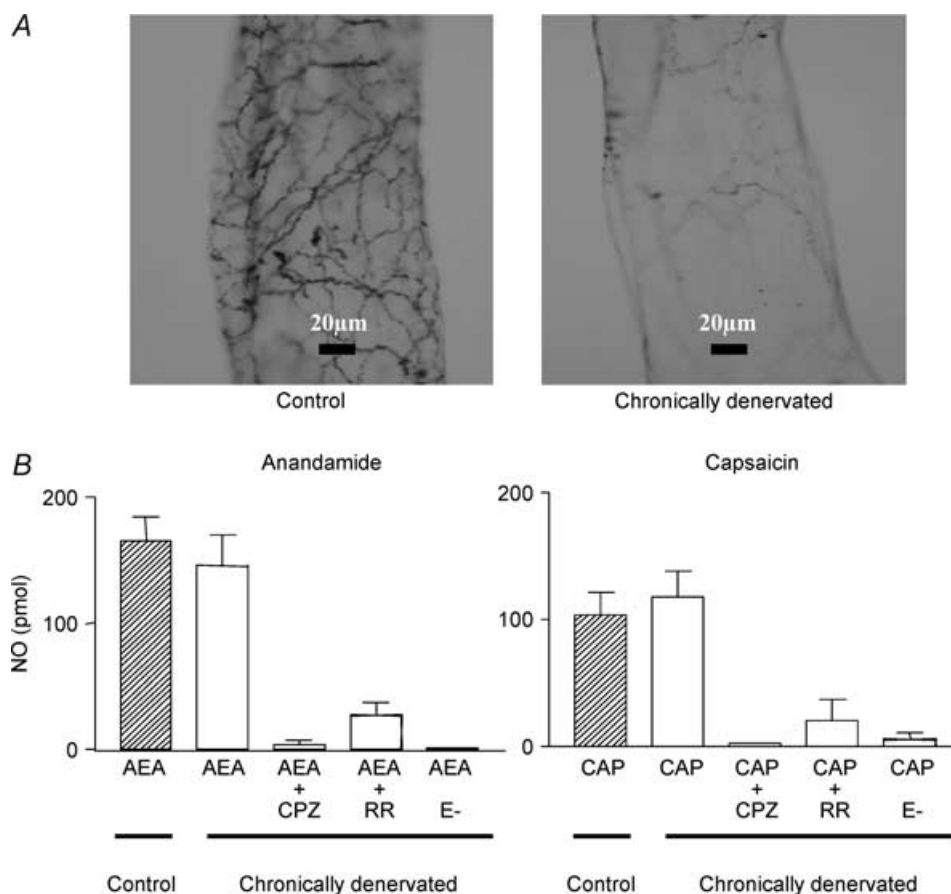 A
20µm
20µm
Control
Chronically denervated
B
Anandamide
Capsaicin
200
100
0
NO (pmol)
AEA
AEA
AEA + CPZ
AEA + RR
AEA E-
Control
Chronically denervated
200
100
0
CAP
CAP
CAP + CPZ
CAP + RR
CAP E-
Control
Chronically denervated